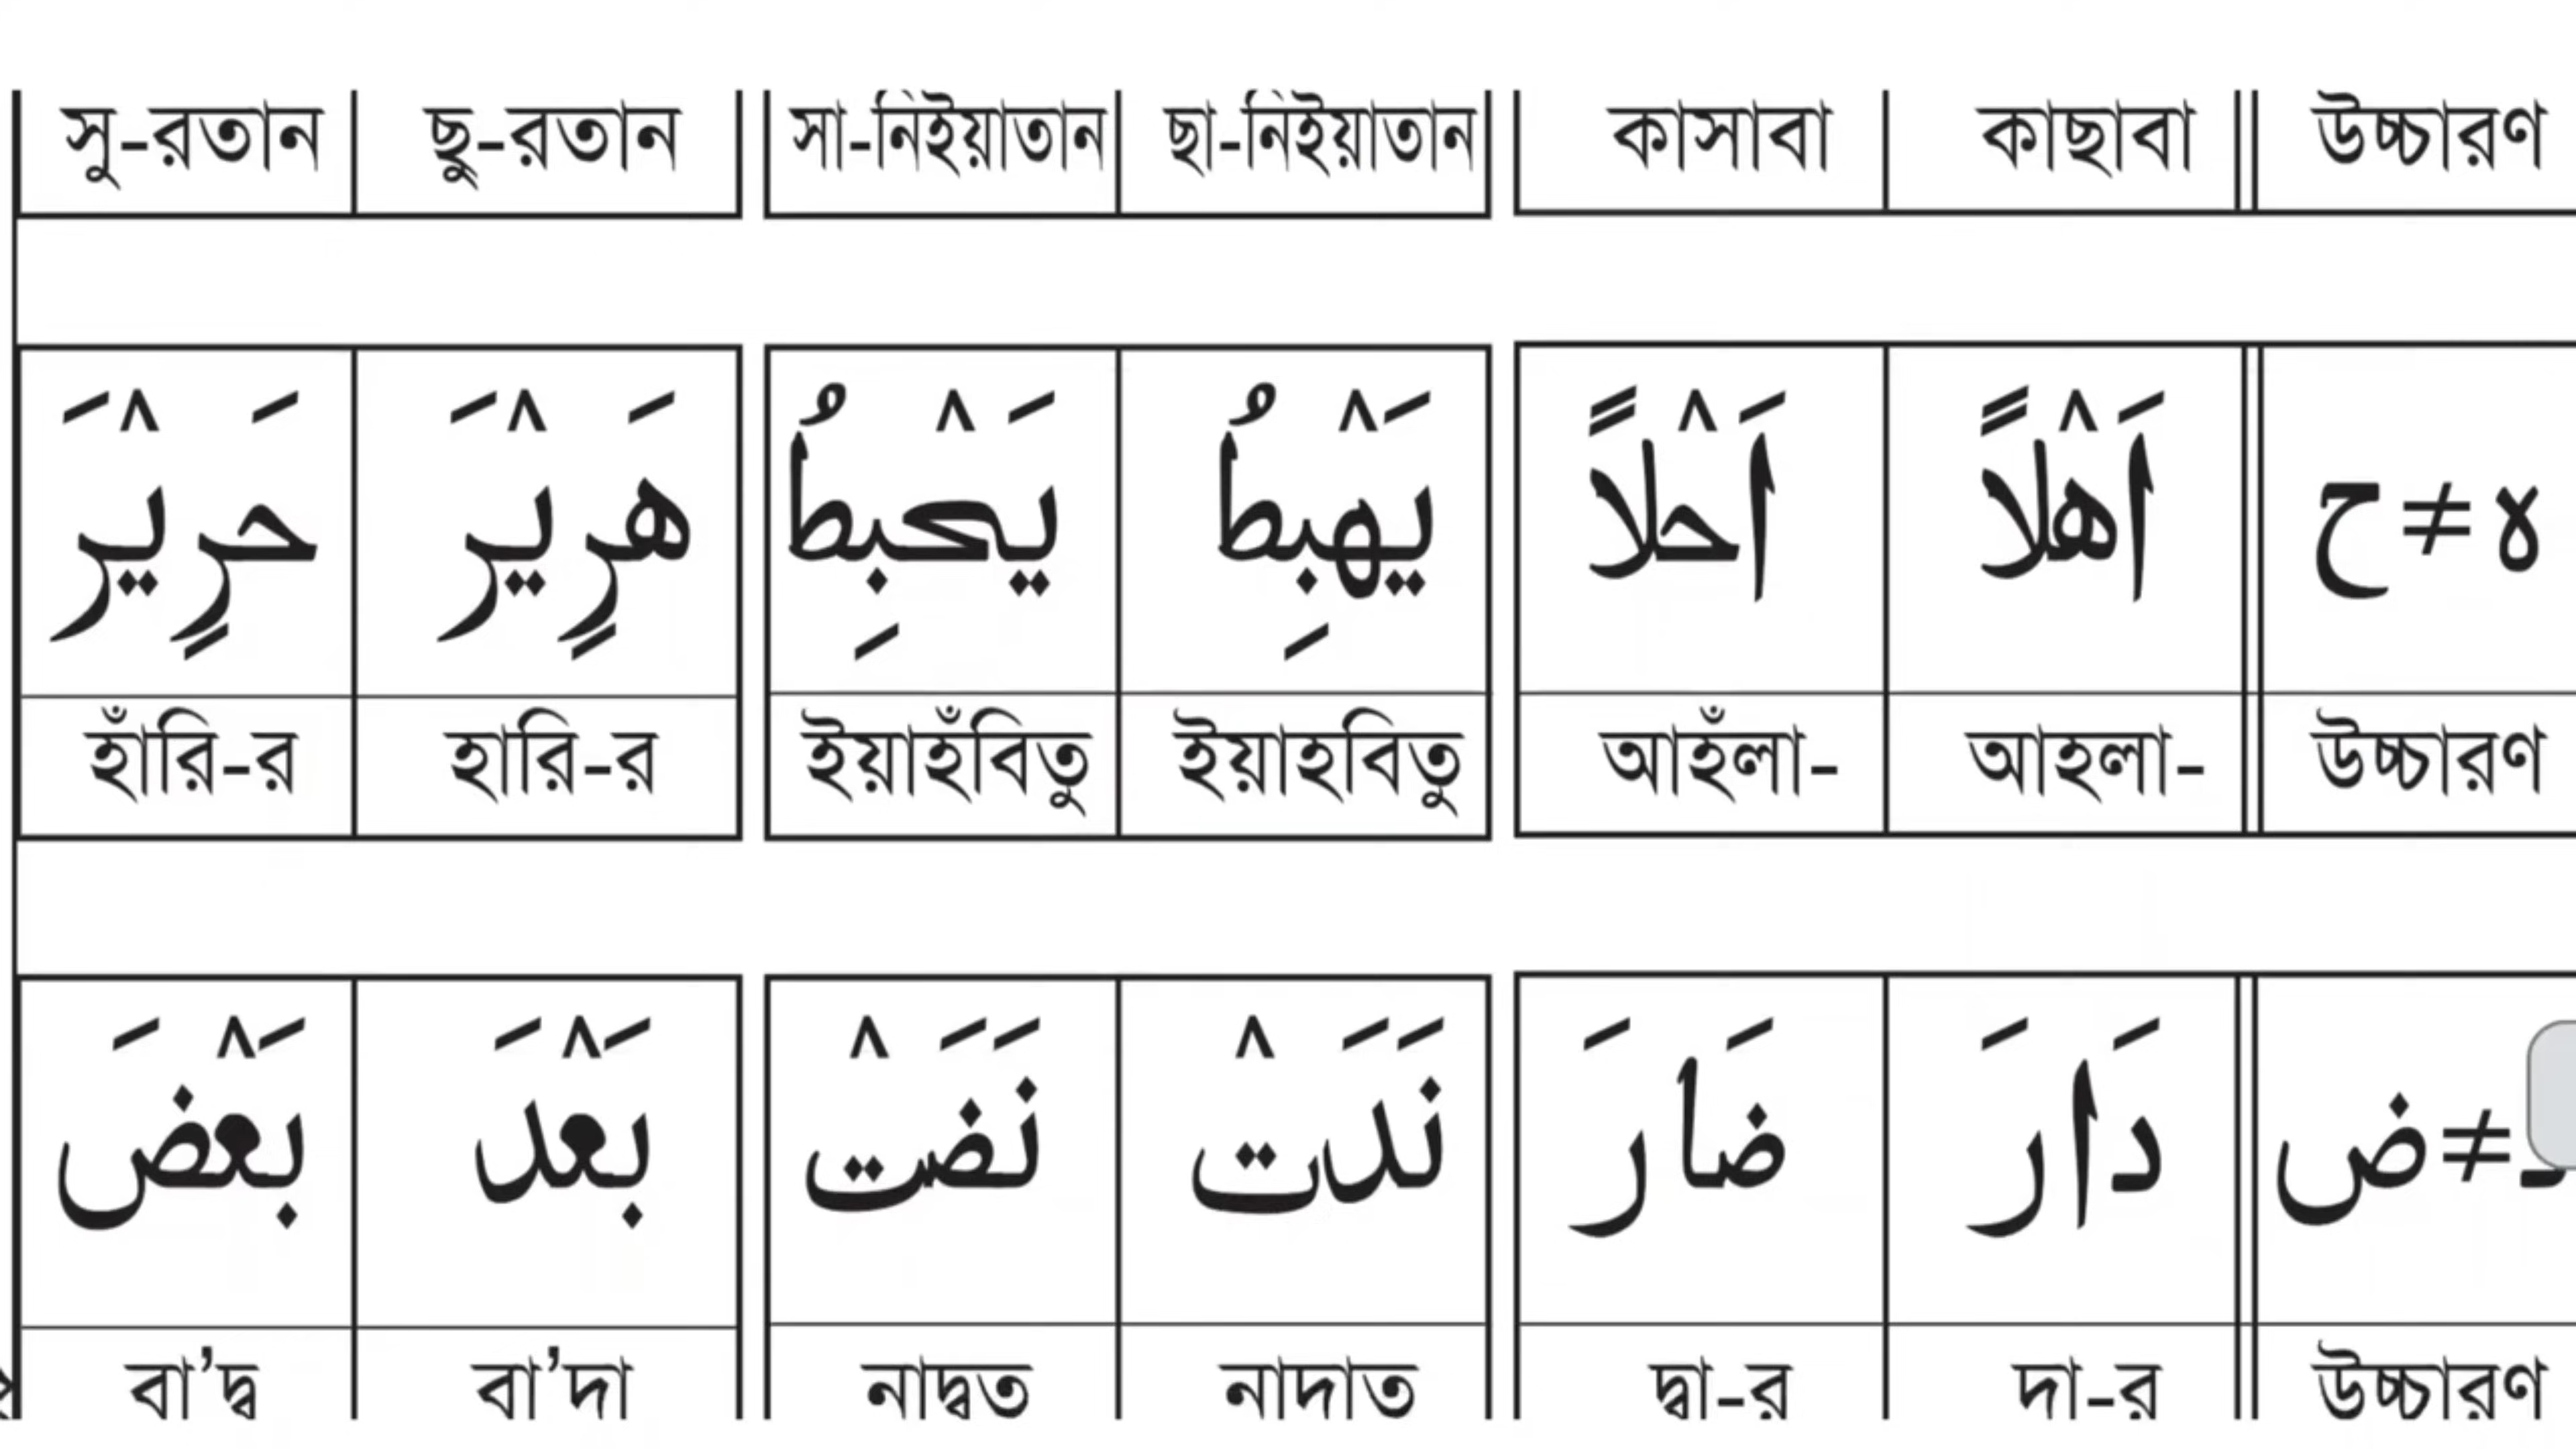 উচ্চারণ কাছাবা কাসাবা ছা-নিইয়াতান সা-নিইয়াতান ছু-রতান সু-রতান
ه≠ح اَهْلاً اَحْلاً يَهْبِطُ يَحْبِطُ هَرٍيْرَ حَرٍيْرَ
উচ্চারণ আহলা- আহঁলা- ইয়াহবিতু ইয়াহঁবিতু হারি-র হাঁরি-র
د≠ض دَارَ ضَارَ نَدَتْ نَضَتْ بَعْدَ بَعْضَ
উচ্চারণ দা-র দ্বা-র নাদাত নাদ্বত বা’দা বা’দ্ব